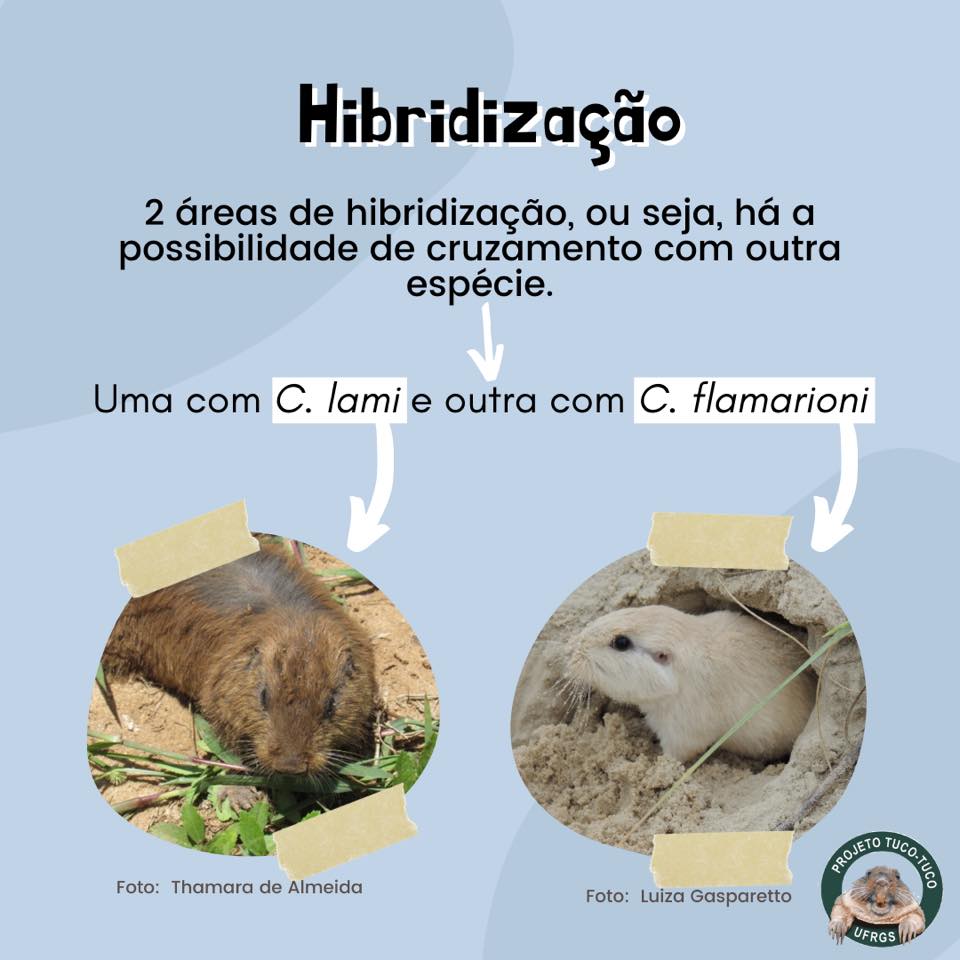 Hibridização
2 áreas de hibridização, ou seja, há a
possibilidade de cruzamento com outra
espécie.
Uma com C. lami e outra com C. flamarioni
Foto: Thamara de Almeida
Foto: Luiza Gasparetto
PROJETO TUCO-TUCO
UFRGS